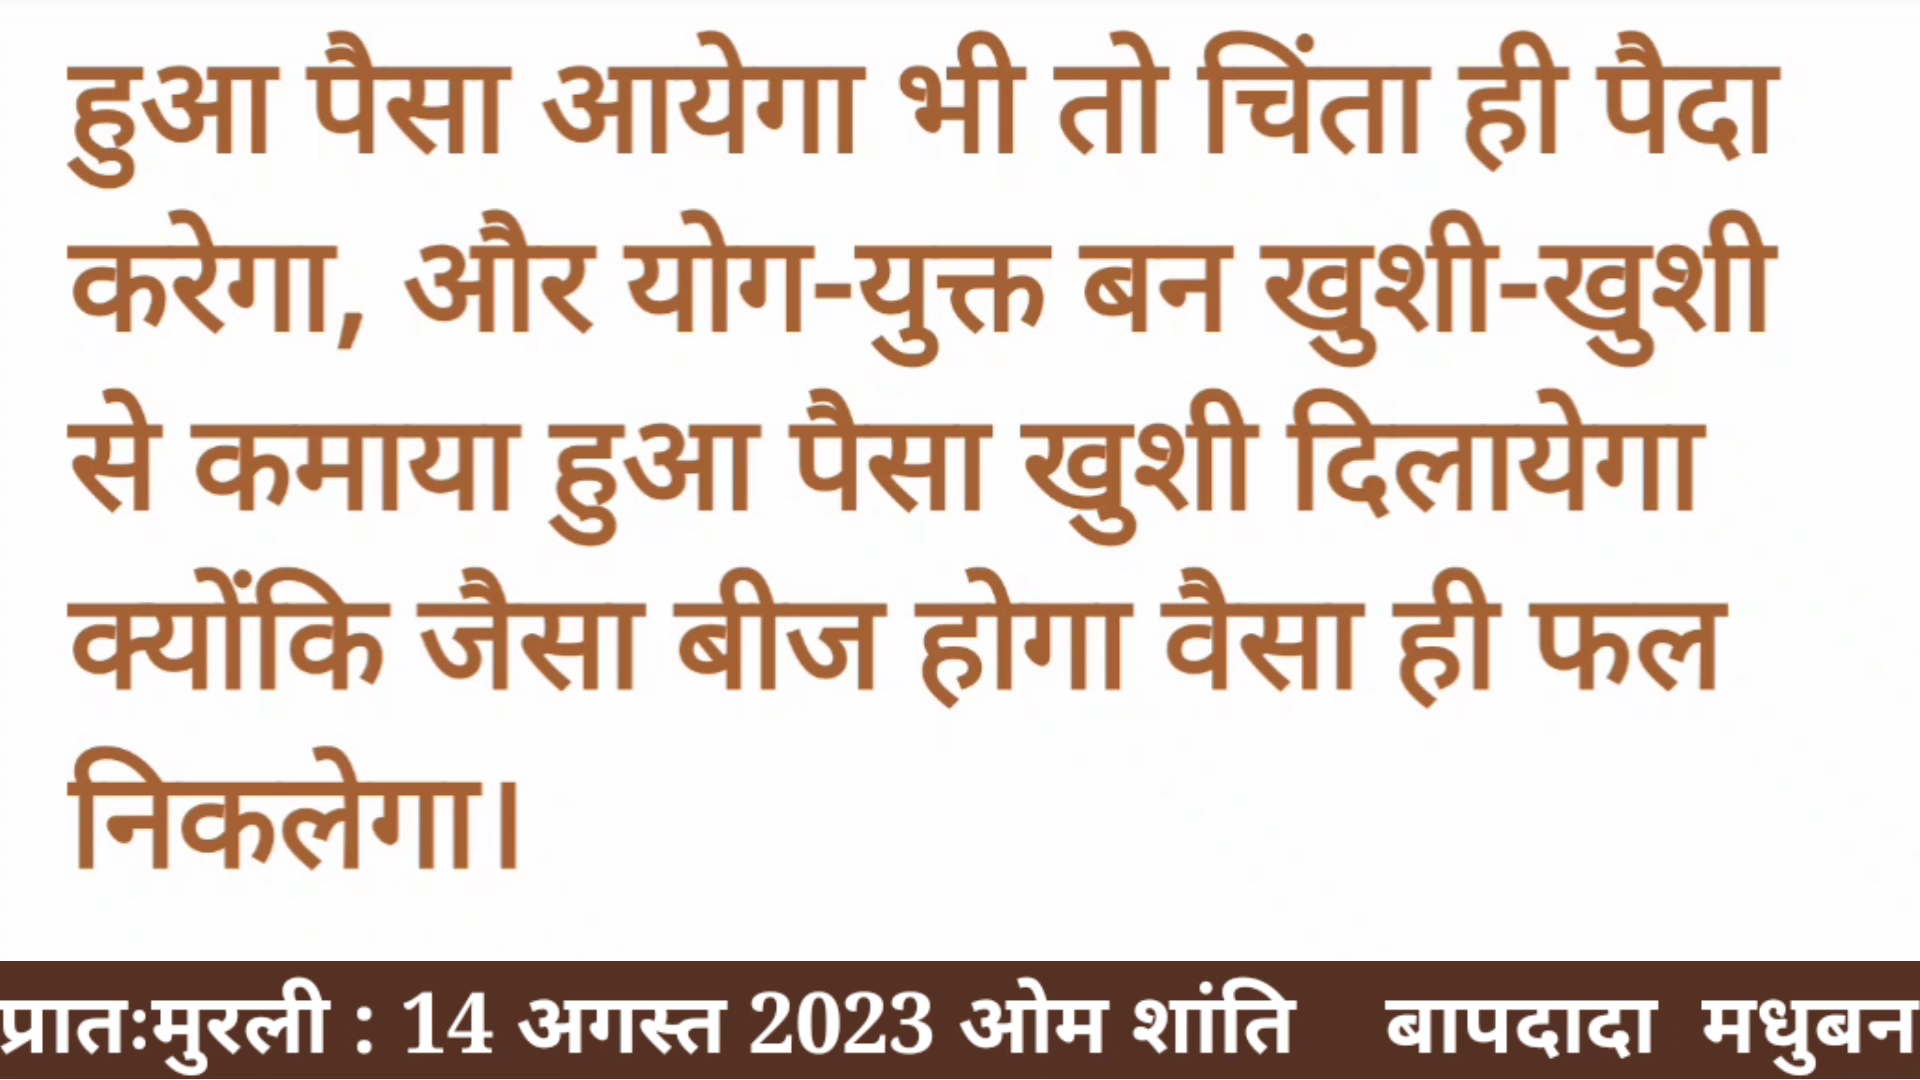 हुआ पैसा आयेगा भी तो चिंता ही पैदा
करेगा, और योग-युक्त बन खुशी-खुशी
से कमाया हुआ पैसा खुशी दिलायेगा
क्योंकि जैसा बीज होगा वैसा ही फल
निकलेगा।
प्रातःमुरली : 14 अगस्त 2023 ओम शांति बापदादा मधुबन